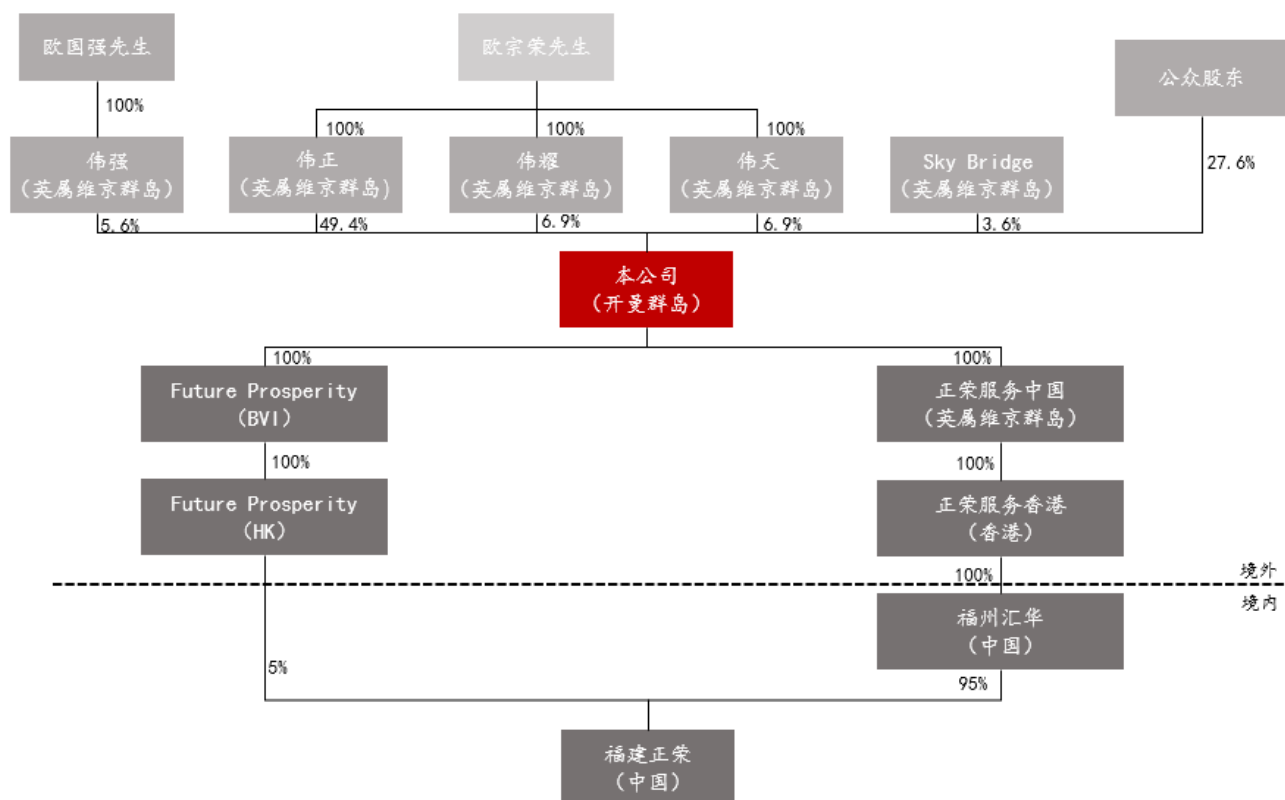 欧国强先生
欧宗荣先生
公众股东
100%
100%
100%
100%
27.6%
伟强
（英属维京群岛）
伟正
（英属维京群岛）
伟耀
（英属维京群岛）
伟天
（英属维京群岛）
Sky Bridge
（英属维京群岛）
5.6%
49.4%
6.9%
6.9%
3.6%
本公司
（开曼群岛）
100%
100%
Future Prosperity
（BVI）
正荣服务中国
（英属维京群岛）
100%
100%
Future Prosperity
（HK）
正荣服务香港
（香港）
100%
境外
境内
福州汇华
（中国）
5%
95%
福建正荣
（中国）